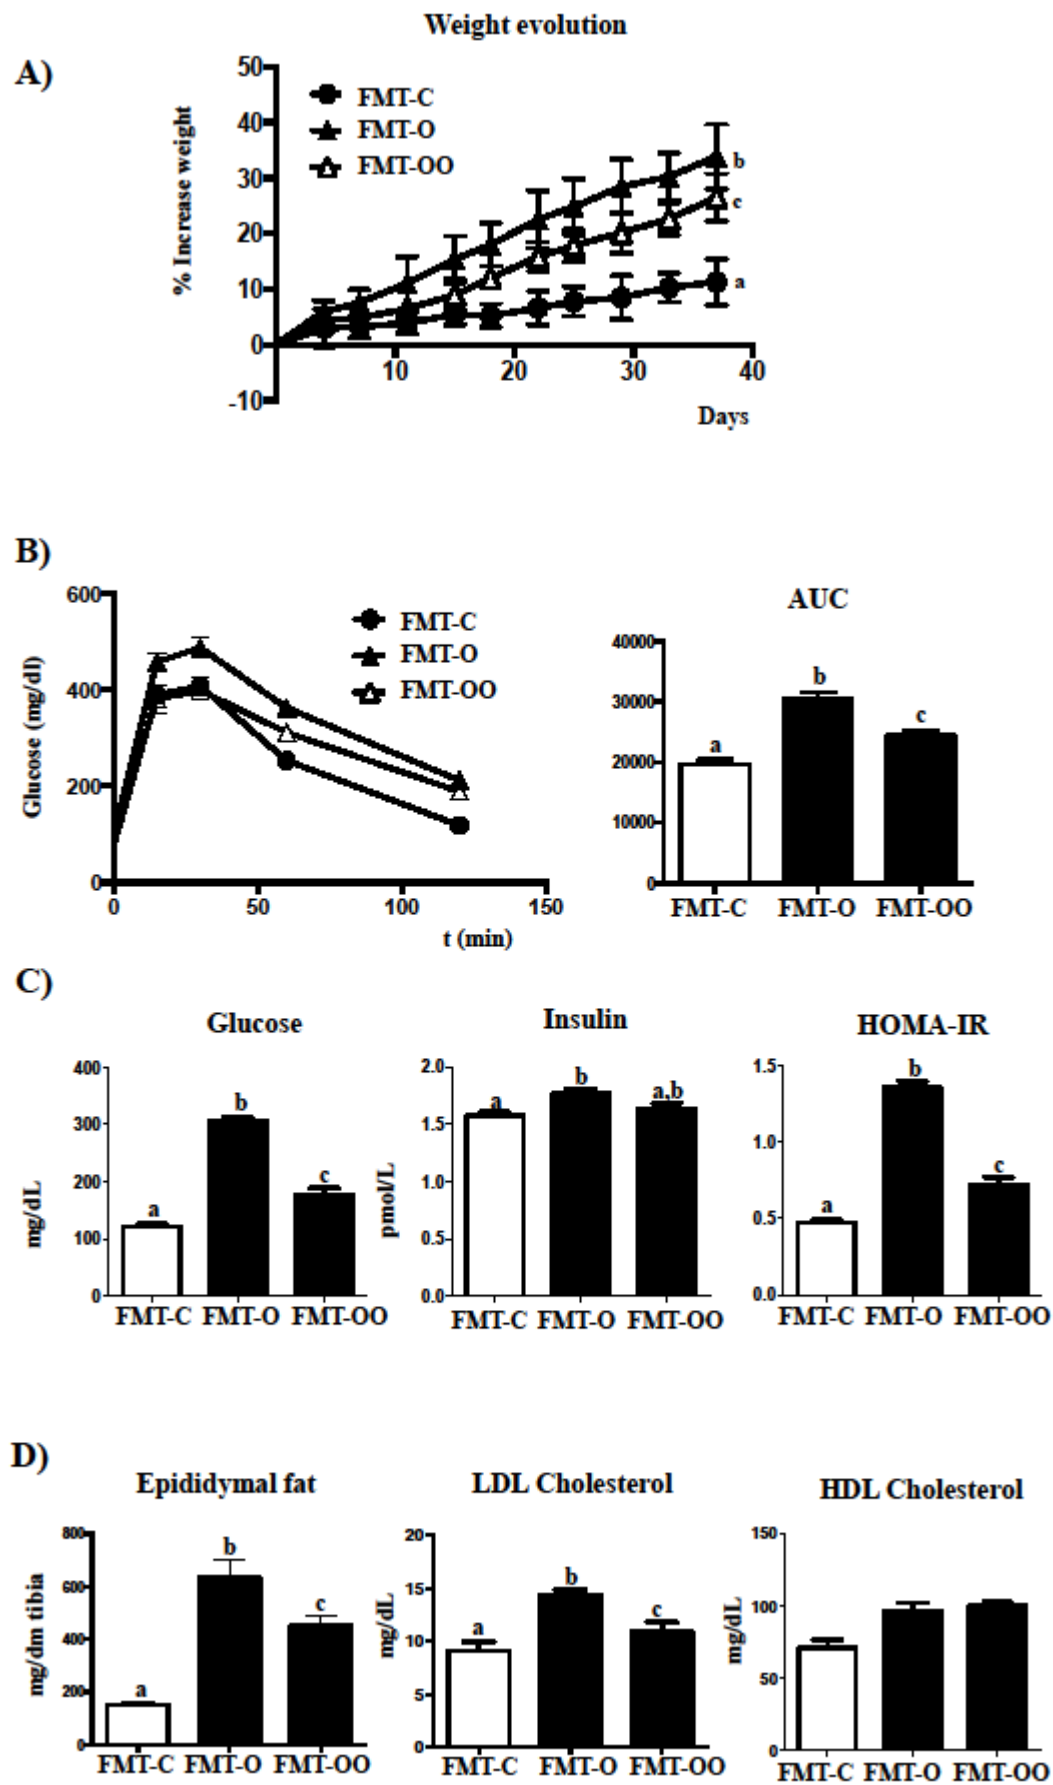 Weight evolution
A)
% Increase weight
50
40
30
20
10
0
-10
FMT-C
FMT-O
FMT-OO
b
c
a
10
20
30
40
Days
B)
Glucose (mg/dl)
600
400
200
0
FMT-C
FMT-O
FMT-OO
0
50
100
150
t (min)
AUC
40000
30000
20000
10000
0
a
b
c
FMT-C FMT-O FMT-OO
C)
Glucose
mg/dL
400
300
200
100
0
a
b
c
FMT-C FMT-O FMT-OO
Insulin
pmol/L
2.0
1.5
1.0
0.5
0.0
a
b
a,b
FMT-C FMT-O FMT-OO
HOMA-IR
1.5
1.0
0.5
0.0
a
b
c
FMT-C FMT-O FMT-OO
D)
Epididymal fat
mg/dm tibia
800
600
400
200
0
a
b
c
FMT-C FMT-O FMT-OO
LDL Cholesterol
mg/dL
20
15
10
5
0
a
b
c
FMT-C FMT-O FMT-OO
HDL Cholesterol
mg/dL
150
100
50
0
FMT-C FMT-O FMT-OO